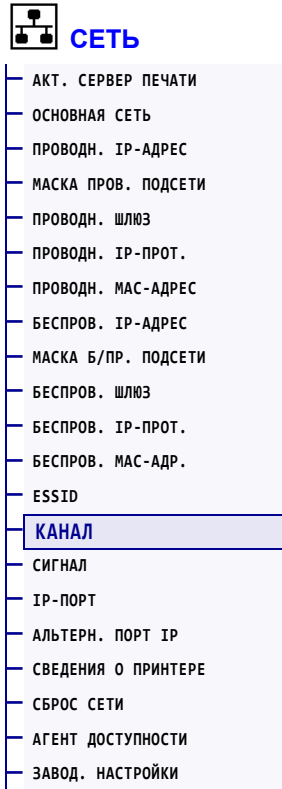 СЕТЬ
АКТ. СЕРВЕР ПЕЧАТИ
ОСНОВНАЯ СЕТЬ
ПРОВОДН. IP-АДРЕС
МАСКА ПРОВ. ПОДСЕТИ
ПРОВОДН. ШЛЮЗ
ПРОВОДН. IP-ПРОТ.
ПРОВОДН. MAC-АДРЕС
БЕСПРОВ. IP-АДРЕС
МАСКА Б/ПР. ПОДСЕТИ
БЕСПРОВ. ШЛЮЗ
БЕСПРОВ. IP-ПРОТ.
БЕСПРОВ. MAC-АДР.
ESSID
КАНАЛ
СИГНАЛ
IP-ПОРТ
АЛЬТЕРН. ПОРТ IP
СВЕДЕНИЯ О ПРИНТЕРЕ
СБРОС СЕТИ
АГЕНТ ДОСТУПНОСТИ
ЗАВОД. НАСТРОЙКИ